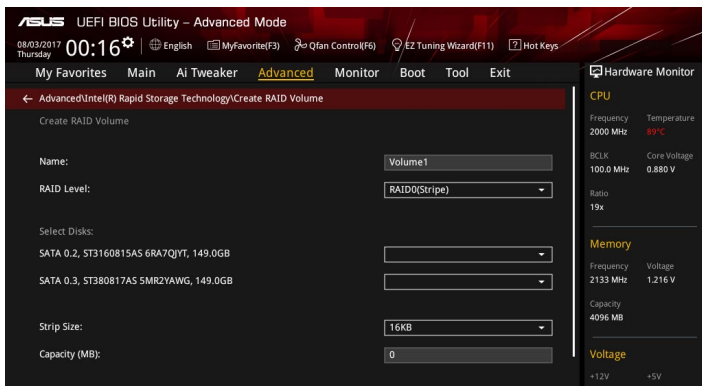 ASUS UEFI BIOS Utility – Advanced Mode
08/03/2017 Thursday 00:16 English MyFavorite(F3) Qfan Control(F6) EZ Tuning Wizard(F11) ? Hot Keys
My Favorites Main Ai Tweaker Advanced Monitor Boot Tool Exit
← Advanced\Intel(R) Rapid Storage Technology\Create RAID Volume
Create RAID Volume
Name: Volume1
RAID Level: RAID0(Stripe)
Select Disks:
SATA 0.2, ST3160815AS 6RA7QJYT, 149.0GB
SATA 0.3, ST380817AS 5MR2YAWG, 149.0GB
Strip Size: 16KB
Capacity (MB): 0
Hardware Monitor
CPU
Frequency Temperature
2000 MHz 89°C
BCLK Core Voltage
100.0 MHz 0.880 V
Ratio
19x
Memory
Frequency Voltage
2133 MHz 1.216 V
Capacity
4096 MB
Voltage
+12V +5V